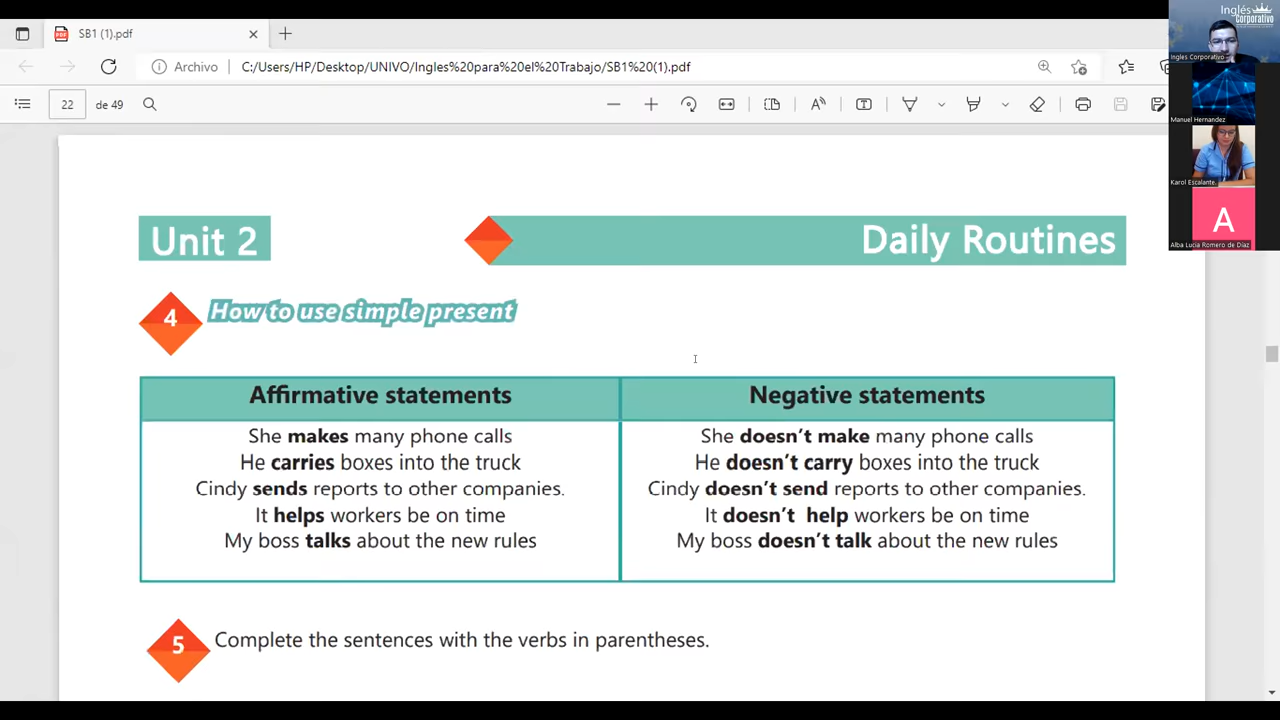 SB1 (1).pdf
Archivo
C:/Users/HP/Desktop/UNIVO/Ingles%20para%20el%20Trabajo/SB1%20(1).pdf
22
de 49
Inglés
Corporativo
Ingles Corporativo
Manuel Hernandez
Karol Escalante.
A
Alba Lucia Romero de Diaz
Unit 2
Daily Routines
4
How to use simple present
Affirmative statements
Negative statements
She makes many phone calls
She doesn't make many phone calls
He carries boxes into the truck
He doesn't carry boxes into the truck
Cindy sends reports to other companies.
Cindy doesn't send reports to other companies.
It helps workers be on time
It doesn't help workers be on time
My boss talks about the new rules
My boss doesn't talk about the new rules
5
Complete the sentences with the verbs in parentheses.